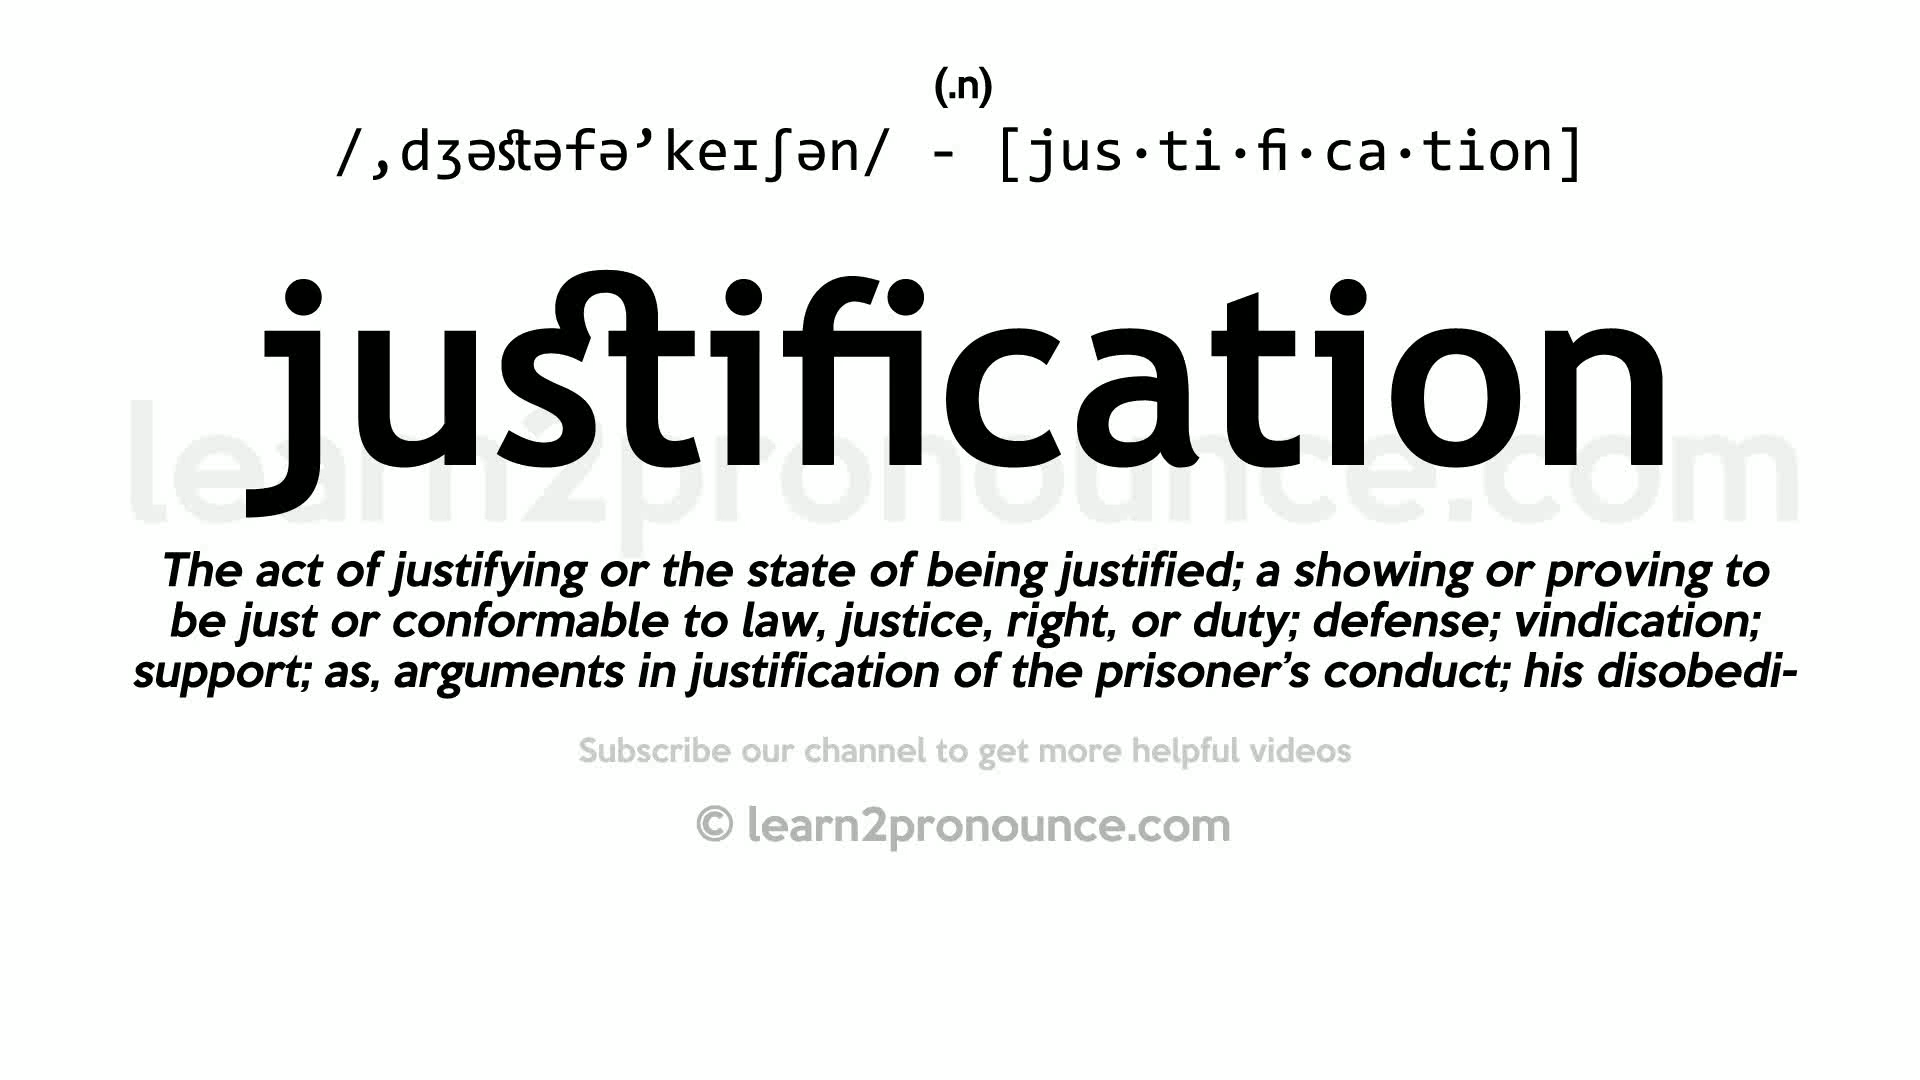 (.n)
/,dʒəstəfə’keɪʃən/ - [jus·ti·fi·ca·tion]
justification
learn2pronounce.com
The act of justifying or the state of being justified; a showing or proving to
be just or conformable to law, justice, right, or duty; defense; vindication;
support; as, arguments in justification of the prisoner’s conduct; his disobedi-
Subscribe our channel to get more helpful videos
© learn2pronounce.com